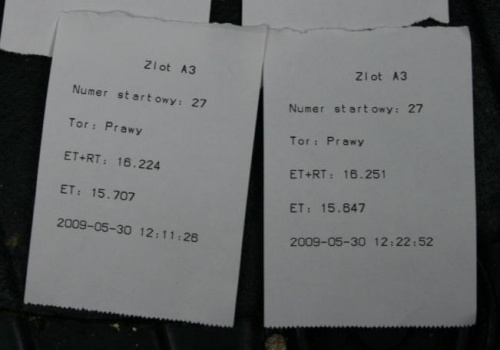 Zlot A3
Numer startowy: 27
Tor: Prawy
ET+RT: 16.224
ET: 15.707
2009-05-30 12:11:26
Zlot A3
Numer startowy: 27
Tor: Prawy
ET+RT: 16.251
ET: 15.647
2009-05-30 12:22:52